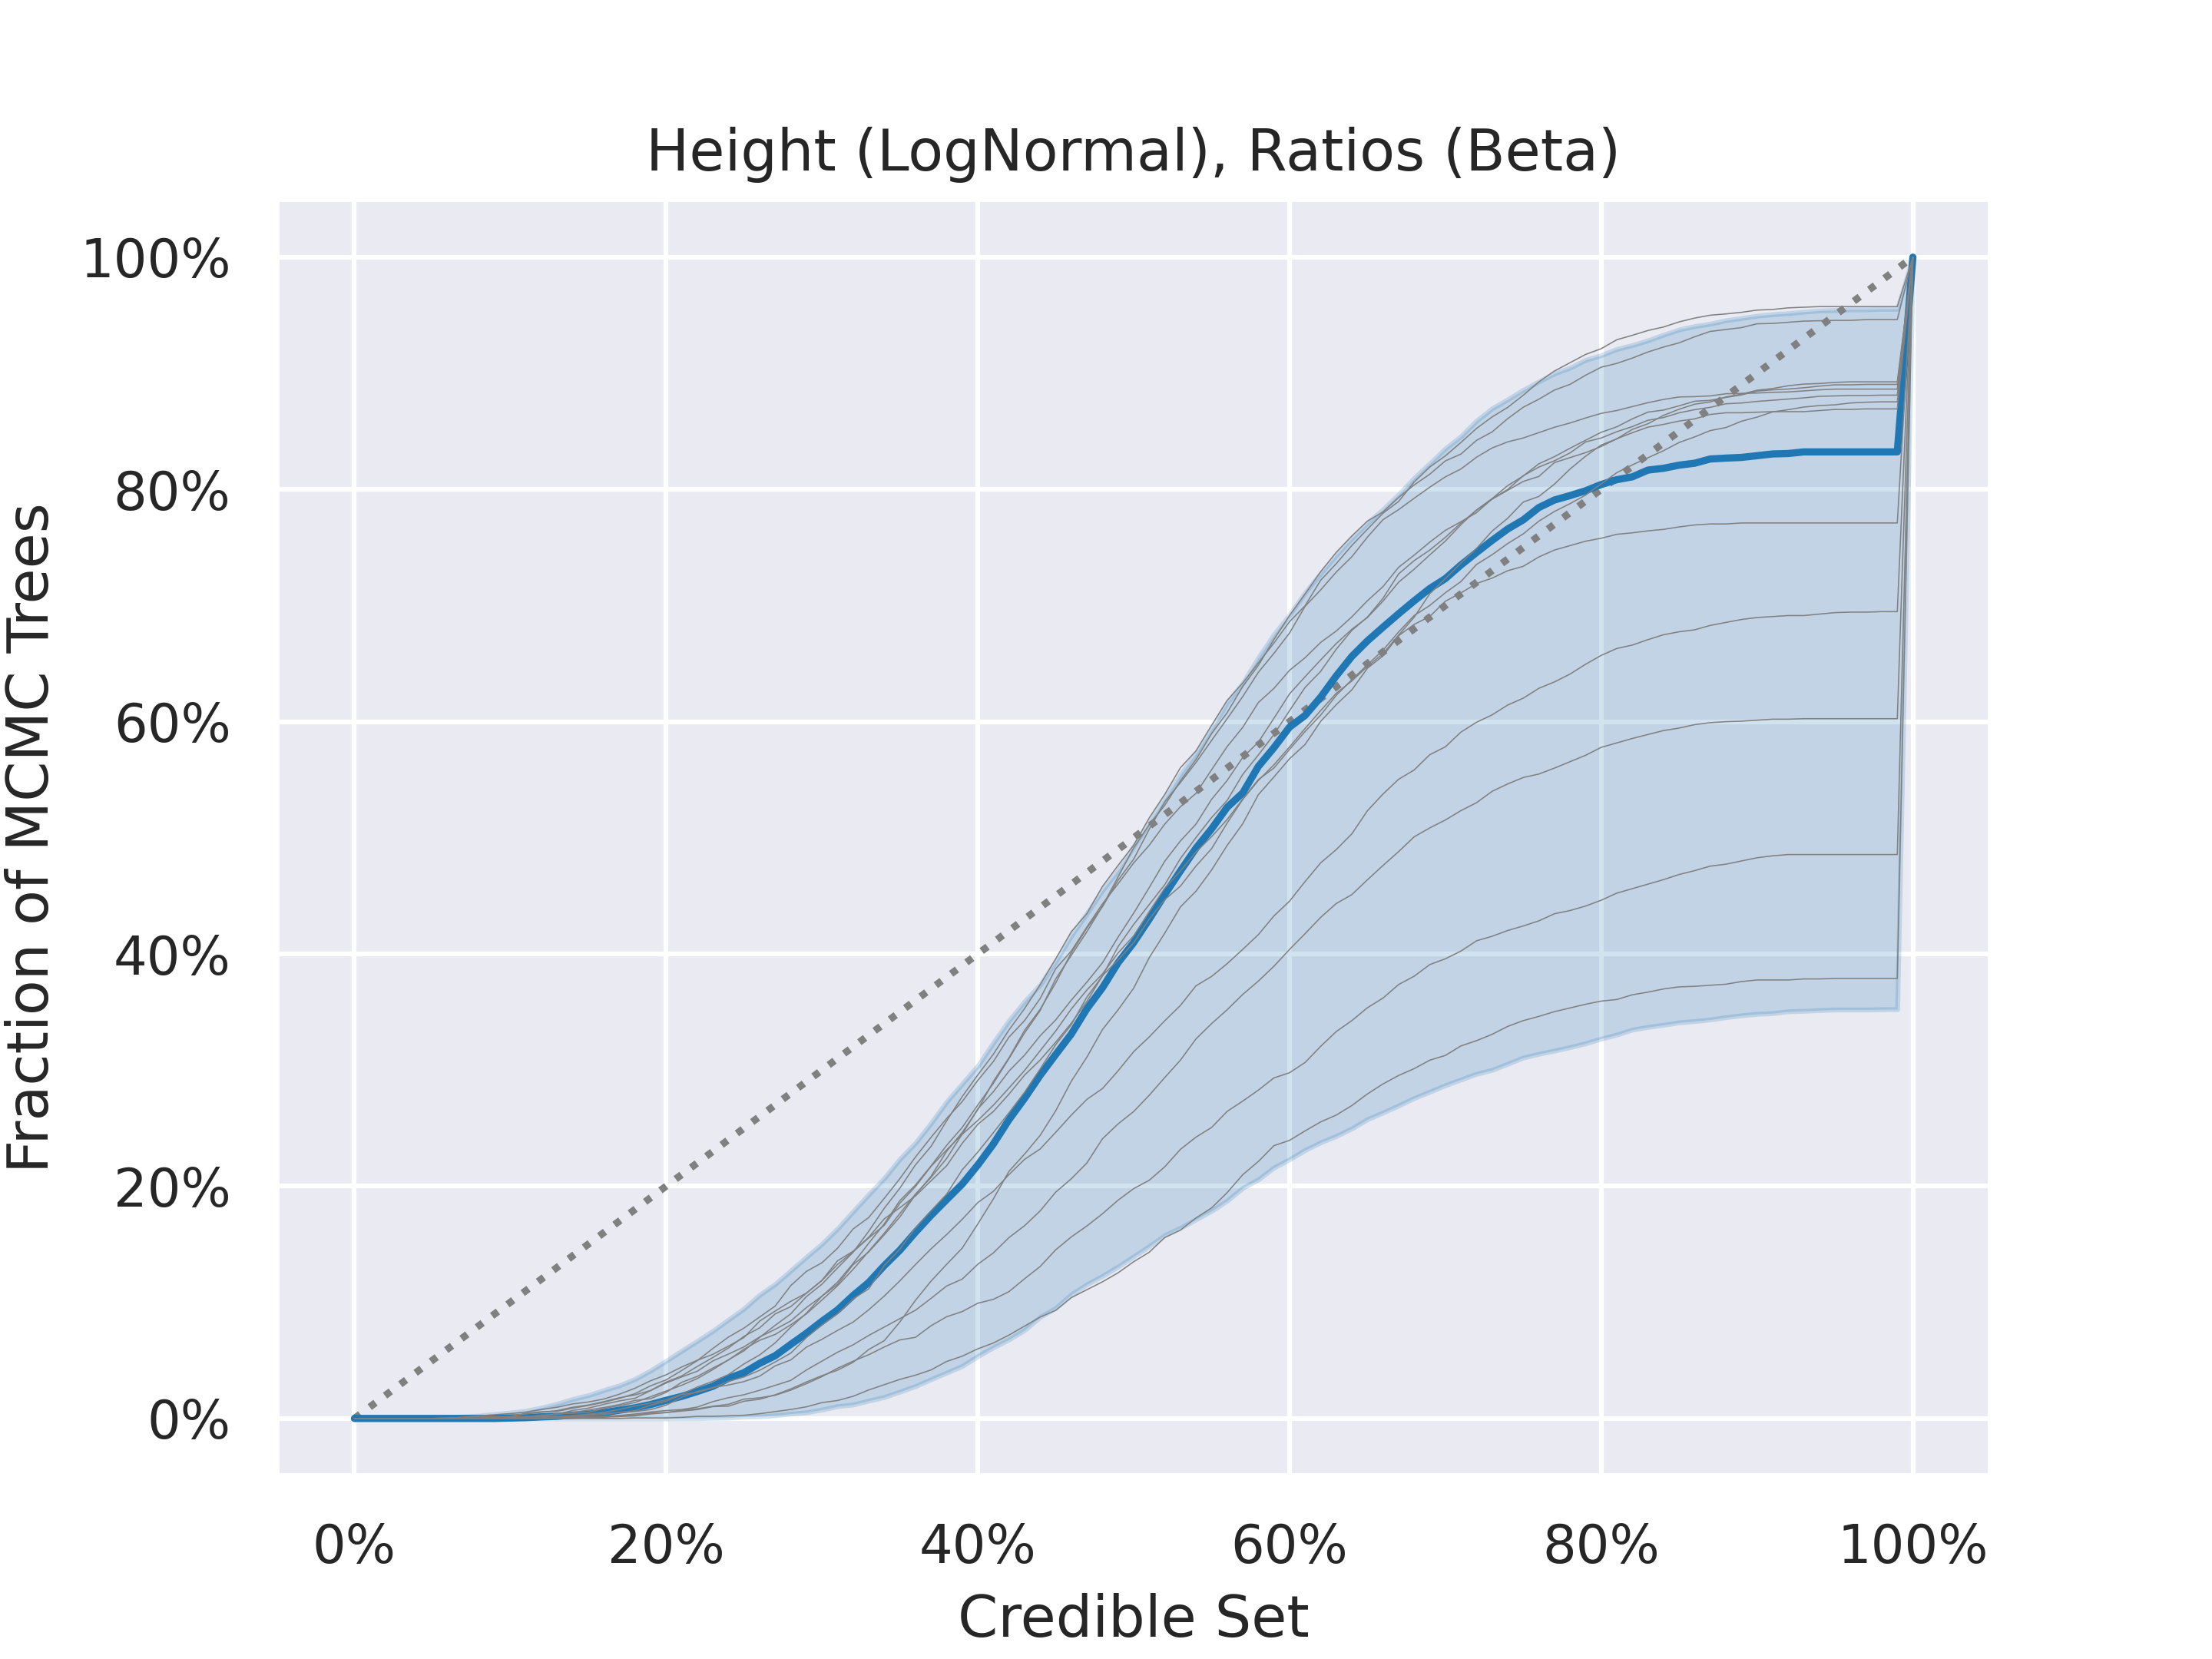 Height (LogNormal), Ratios (Beta)
100%
80%
60%
40%
20%
0%
Fraction of MCMC Trees
0% 20% 40% 60% 80% 100%
Credible Set